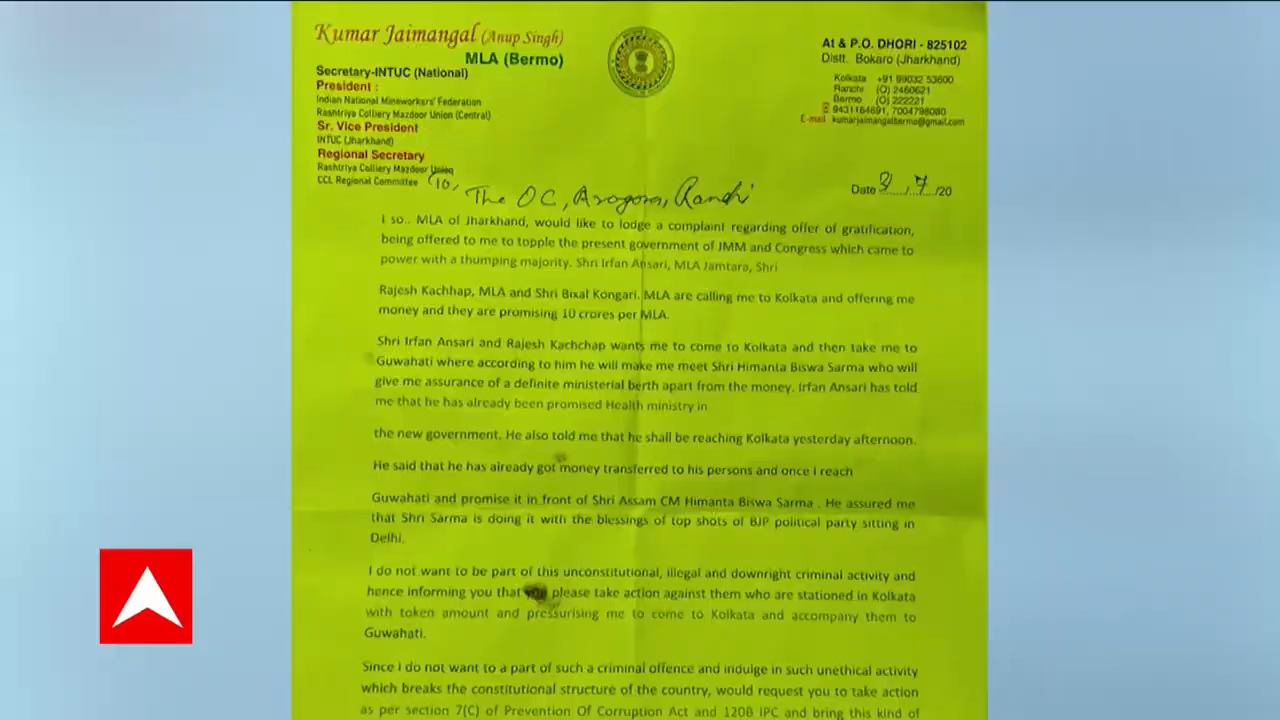 Kumar Jaimangal (Anup Singh)
MLA (Bermo)
Secretary-INTUC (National)
President :
Indian National Mineworkers' Federation
Rashtriya Colliery Mazdoor Union (Central)
Sr. Vice President
INTUC (Jharkhand)
Regional Secretary
Rashtriya Colliery Mazdoor Union
CCL Regional Committee
At & P.O. DHORI - 825102
Distt. Bokaro (Jharkhand)
Kolkata +91 99032 53600
Ranchi (O) 2460621
Bermo (O) 222221
9431164691, 7004798080
E-mail kumarjaimangalbermo@gmail.com
Date 3/7/20
To,
The OC, Aragora, Ranchi
I so.. MLA of Jharkhand, would like to lodge a complaint regarding offer of gratification,
being offered to me to topple the present government of JMM and Congress which came to
power with a thumping majority. Shri Irfan Ansari, MLA Jamtara, Shri
Rajesh Kachhap, MLA and Shri Bixal Kongari. MLA are calling me to Kolkata and offering me
money and they are promising 10 crores per MLA.
Shri Irfan Ansari and Rajesh Kachchap wants me to come to Kolkata and then take me to
Guwahati where according to him he will make me meet Shri Himanta Biswa Sarma who will
give me assurance of a definite ministerial berth apart from the money. Irfan Ansari has told
me that he has already been promised Health ministry in
the new government. He also told me that he shall be reaching Kolkata yesterday afternoon.
He said that he has already got money transferred to his persons and once I reach
Guwahati and promise it in front of Shri Assam CM Himanta Biswa Sarma . He assured me
that Shri Sarma is doing it with the blessings of top shots of BJP political party sitting in
Delhi.
I do not want to be part of this unconstitutional, illegal and downright criminal activity and
hence informing you that please take action against them who are stationed in Kolkata
with token amount and pressurising me to come to Kolkata and accompany them to
Guwahati.
Since I do not want to a part of such a criminal offence and indulge in such unethical activity
which breaks the constitutional structure of the country, would request you to take action
as per section 7(C) of Prevention Of Corruption Act and 120B IPC and bring this kind of